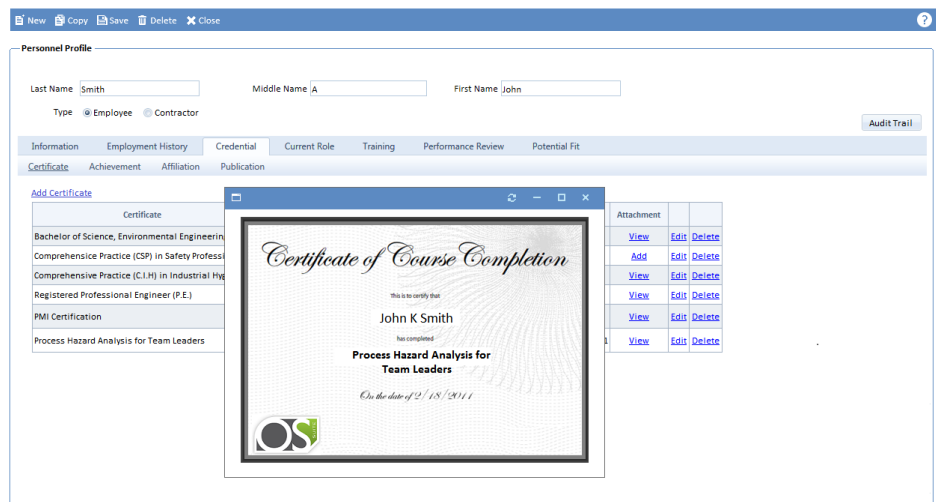 New Copy Save Delete Close ?
Personnel Profile
Last Name Smith Middle Name A First Name John
Type Employee Contractor
Audit Trail
Information Employment History Credential Current Role Training Performance Review Potential Fit
Certificate Achievement Affiliation Publication
Add Certificate
Certificate Attachment
Bachelor of Science, Environmental Engineerin View Edit Delete
Comprehensice Practice (CSP) in Safety Professi Add Edit Delete
Comprehensive Practice (C.I.H) in Industrial Hyg View Edit Delete
Registered Professional Engineer (P.E.) View Edit Delete
PMI Certification View Edit Delete
Process Hazard Analysis for Team Leaders 1 View Edit Delete
Certificate of Course Completion
This is to certify that
John K Smith
has completed
Process Hazard Analysis for
Team Leaders
On the date of 2/18/2011
OS